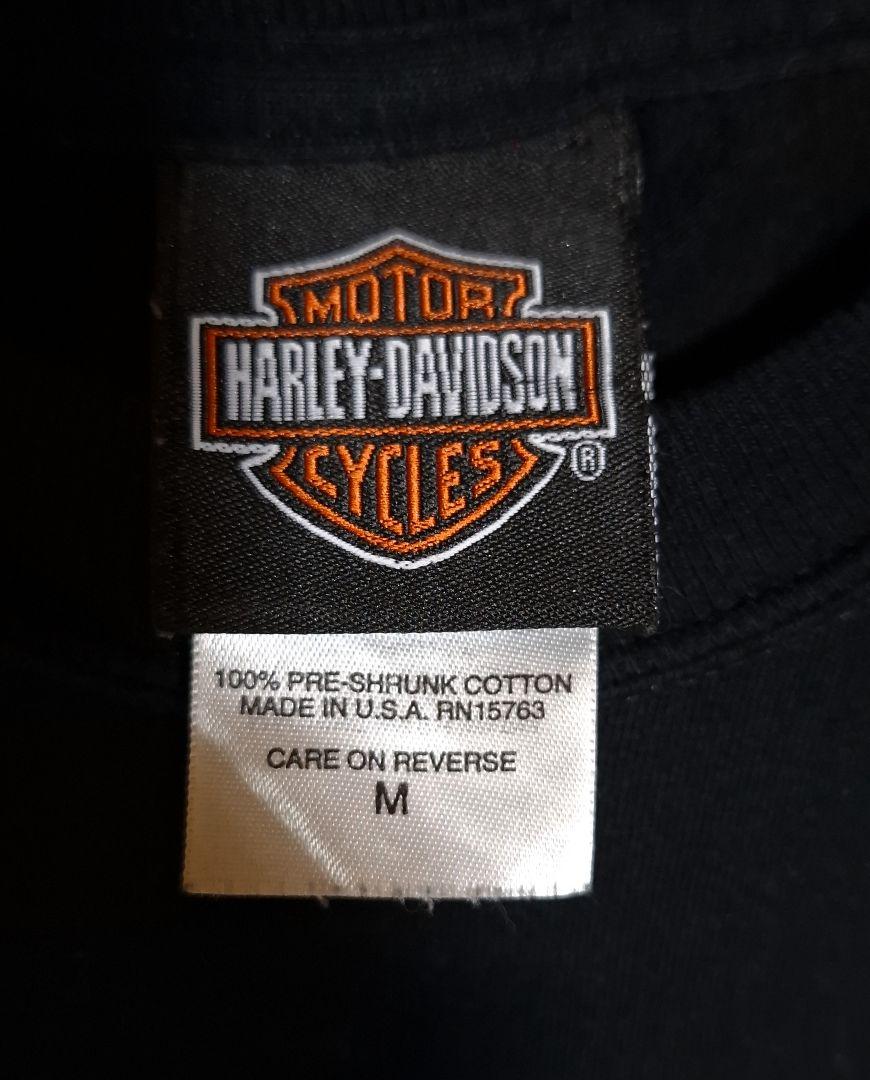 MOTOR
HARLEY-DAVIDSON
CYCLES
®
100% PRE-SHRUNK COTTON
MADE IN U.S.A. RN15763
CARE ON REVERSE
M